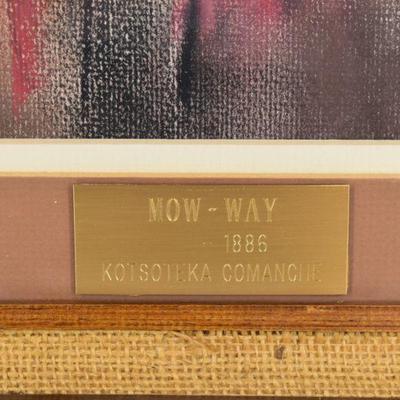 MOW - WAY
- 1886
KOTSOTEKA COMANCHE